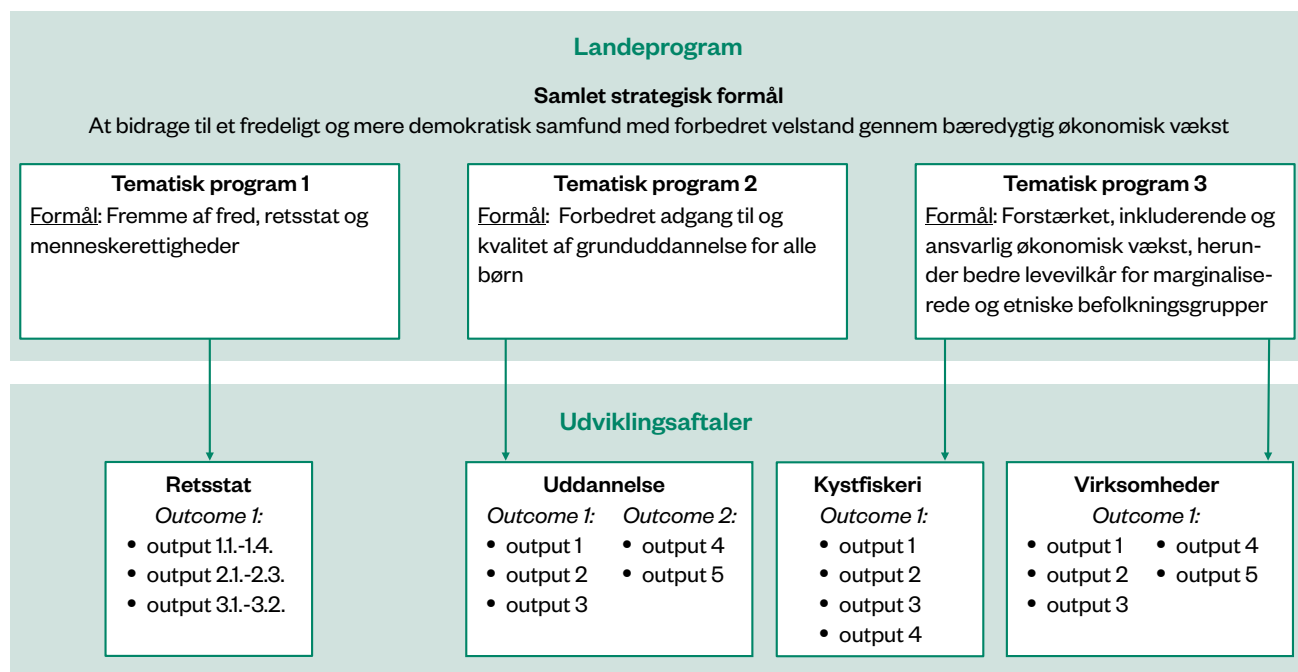 Landeprogram
Samlet strategisk formål
At bidrage til et fredeligt og mere demokratisk samfund med forbedret velstand gennem bæredygtig økonomisk vækst
Tematisk program 1
Formål: Fremme af fred, retsstat og
menneskerettigheder
Tematisk program 2
Formål: Forbedret adgang til og
kvalitet af grunduddannelse for alle
børn
Tematisk program 3
Formål: Forstærket, inkluderende og
ansvarlig økonomisk vækst, herun-
der bedre levevilkår for marginalise-
rede og etniske befolkningsgrupper
Udviklingsaftaler
Retsstat
Outcome 1:
• output 1.1.-1.4.
• output 2.1.-2.3.
• output 3.1.-3.2.
Uddannelse
Outcome 1:
• output 1
• output 2
• output 3
Outcome 2:
• output 4
• output 5
Kystfiskeri
Outcome 1:
• output 1
• output 2
• output 3
• output 4
Virksomheder
Outcome 1:
• output 1
• output 2
• output 3
• output 4
• output 5